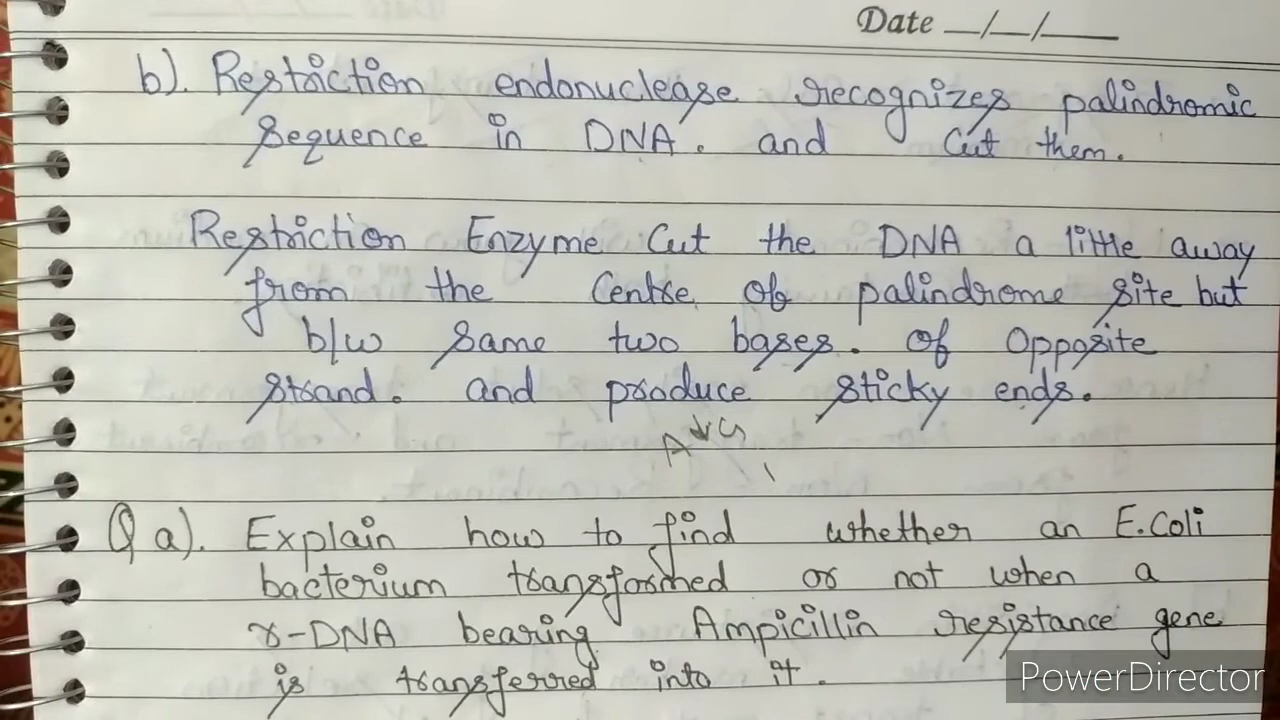 Date __/__/____
b). Restriction endonuclease recognizes palindromic
sequence in DNA. and Cut them.
Restriction Enzyme Cut the DNA a little away
from the Centre of palindrome site but
b/w same two bases. of Opposite
strand. and produce sticky ends.
A↓G
Q a). Explain how to find whether an E.Coli
bacterium transformed or not when a
r-DNA bearing Ampicillin resistance gene
is transferred into it.
PowerDirector